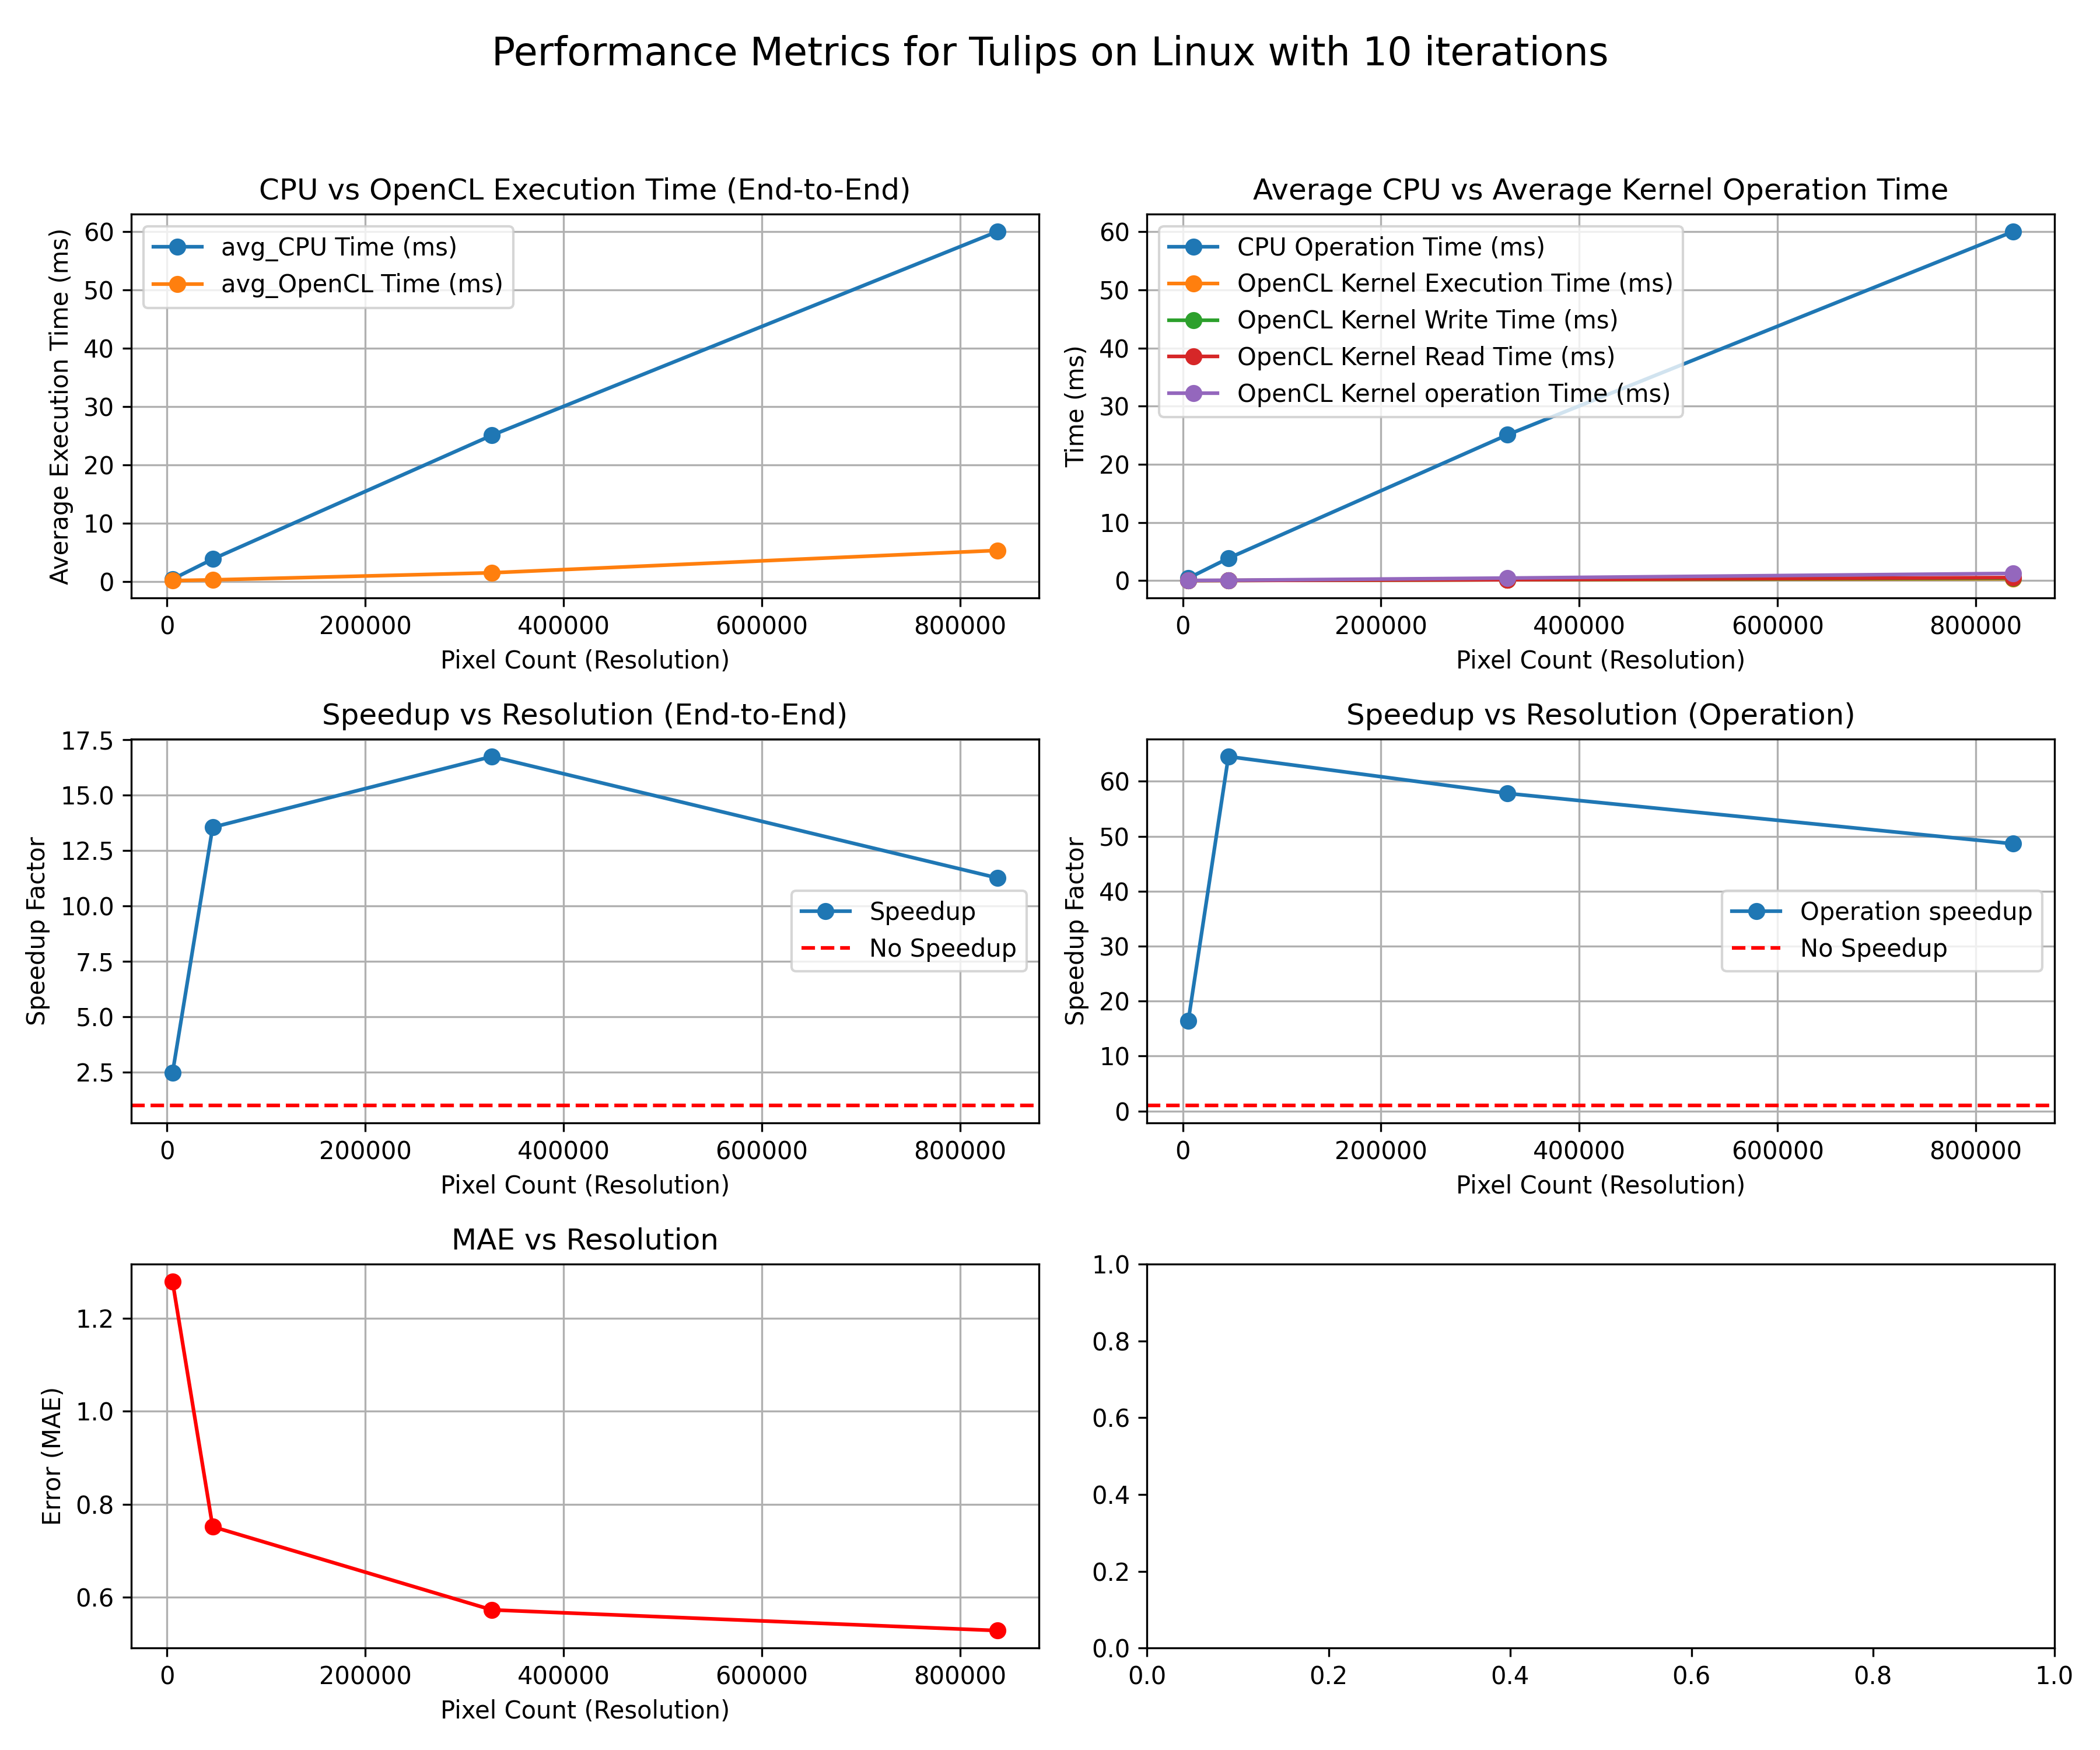 Performance Metrics for Tulips on Linux with 10 iterations
CPU vs OpenCL Execution Time (End-to-End)
Average Execution Time (ms)
60
50
40
30
20
10
0
avg_CPU Time (ms)
avg_OpenCL Time (ms)
0 200000 400000 600000 800000
Pixel Count (Resolution)
Average CPU vs Average Kernel Operation Time
Time (ms)
60
50
40
30
20
10
0
CPU Operation Time (ms)
OpenCL Kernel Execution Time (ms)
OpenCL Kernel Write Time (ms)
OpenCL Kernel Read Time (ms)
OpenCL Kernel operation Time (ms)
0 200000 400000 600000 800000
Pixel Count (Resolution)
Speedup vs Resolution (End-to-End)
Speedup Factor
17.5
15.0
12.5
10.0
7.5
5.0
2.5
Speedup
No Speedup
0 200000 400000 600000 800000
Pixel Count (Resolution)
Speedup vs Resolution (Operation)
Speedup Factor
60
50
40
30
20
10
0
Operation speedup
No Speedup
0 200000 400000 600000 800000
Pixel Count (Resolution)
MAE vs Resolution
Error (MAE)
1.2
1.0
0.8
0.6
0 200000 400000 600000 800000
Pixel Count (Resolution)
1.0
0.8
0.6
0.4
0.2
0.0
0.0 0.2 0.4 0.6 0.8 1.0